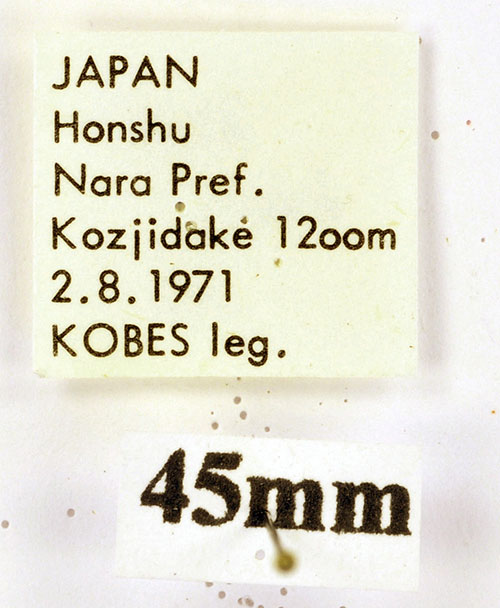 JAPAN
Honshu
Nara Pref.
Kozjidake 12oom
2.8.1971
KOBES leg.
45mm